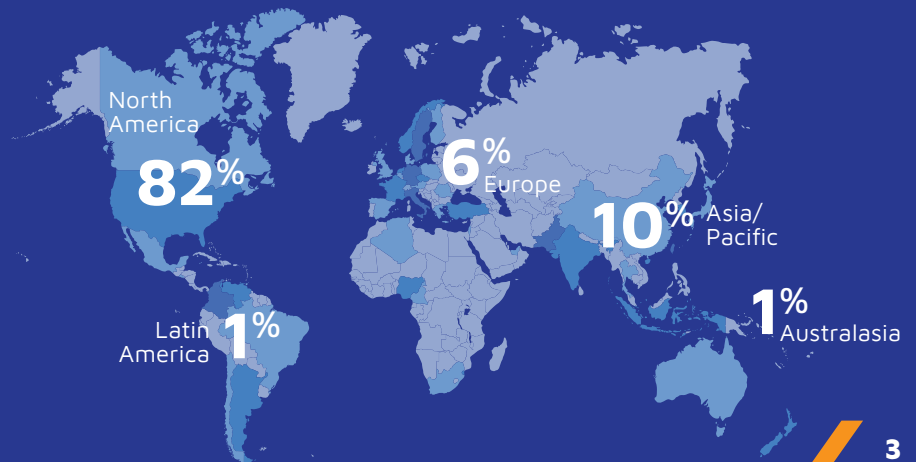 North
America
82%
6%
Europe
10%
Asia/
Pacific
Latin
America
1%
1%
Australasia
3